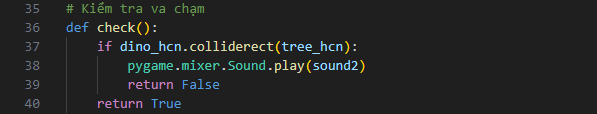 35 # Kiểm tra va chạm
36 def check():
37     if dino_hcn.colliderect(tree_hcn):
38         pygame.mixer.Sound.play(sound2)
39         return False
40     return True